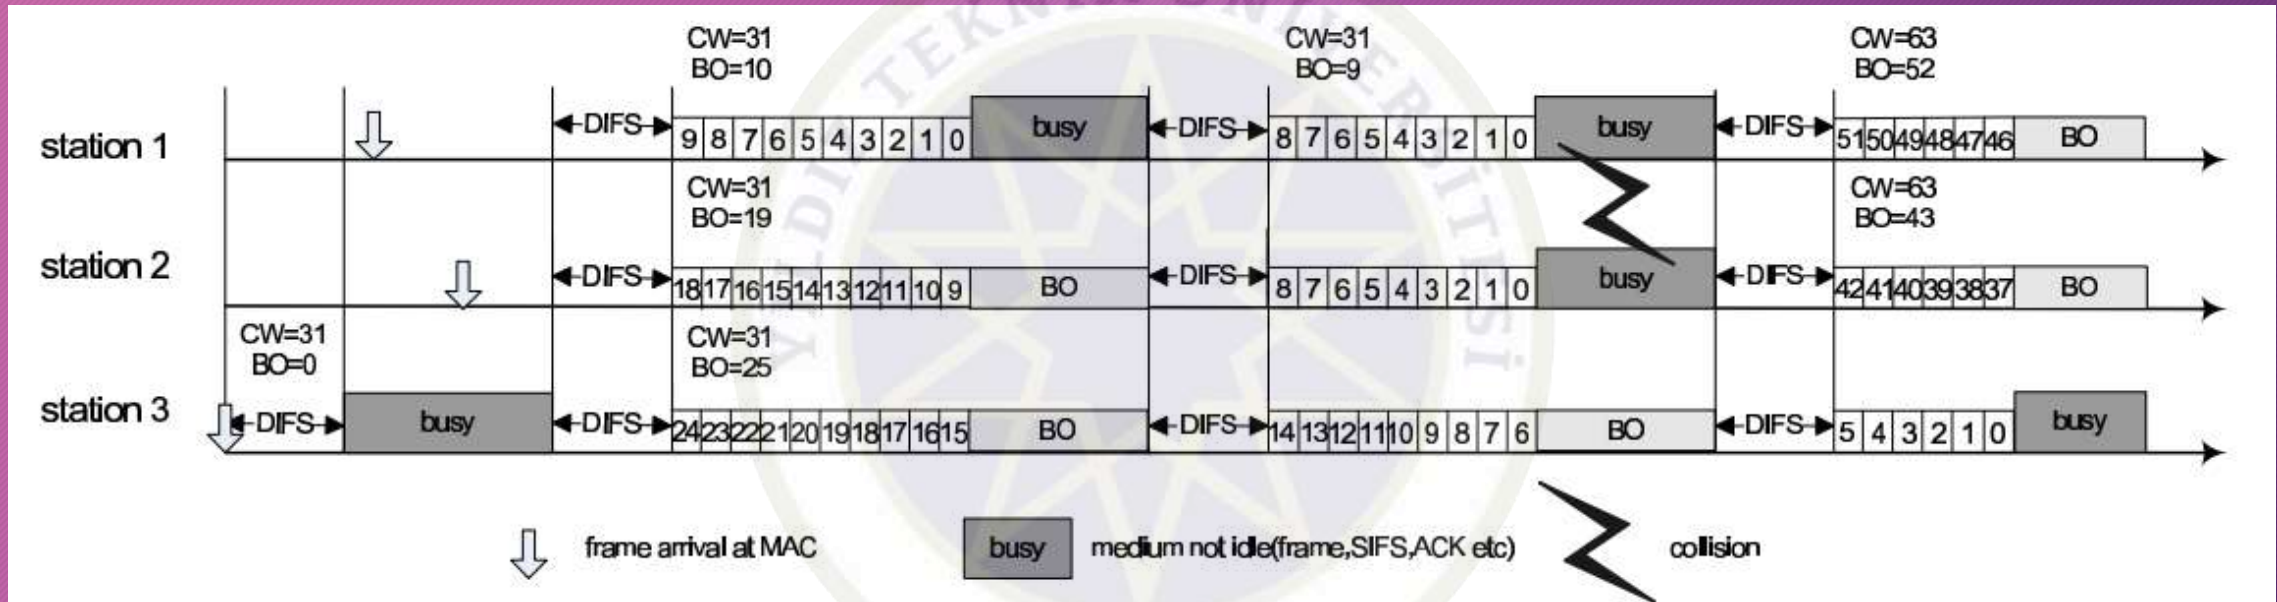 CW=31
BO=10
CW=31
BO=9
CW=63
BO=52
station 1
DIFS 9 8 7 6 5 4 3 2 1 0 busy DIFS 8 7 6 5 4 3 2 1 0 busy DIFS 51 50 49 48 47 46 BO
CW=31
BO=19
CW=63
BO=43
station 2
DIFS 18 17 16 15 14 13 12 11 10 9 BO DIFS 8 7 6 5 4 3 2 1 0 busy DIFS 42 41 40 39 38 37 BO
CW=31
BO=0
CW=31
BO=25
station 3
DIFS busy DIFS 24 23 22 21 20 19 18 17 16 15 BO DIFS 14 13 12 11 10 9 8 7 6 BO DIFS 5 4 3 2 1 0 busy
frame arrival at MAC
busy
medium not idle(frame,SIFS,ACK etc)
collision
YILDIZ TEKNİK ÜNİVERSİTESİ